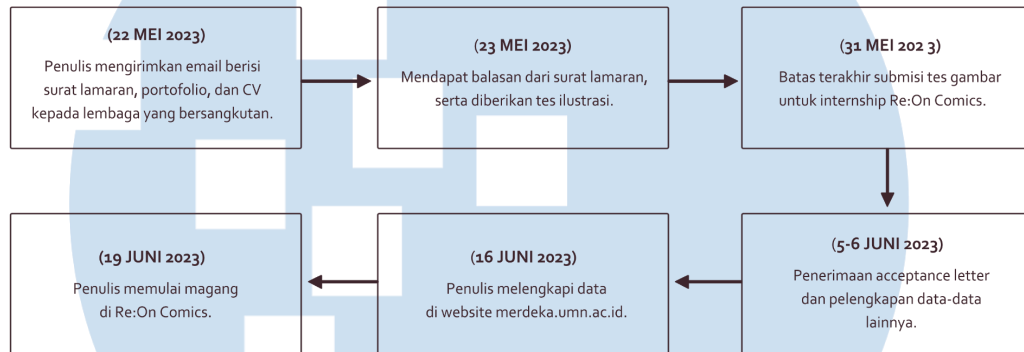 (22 MEI 2023)
Penulis mengirimkan email berisi
surat lamaran, portofolio, dan CV
kepada lembaga yang bersangkutan.
(23 MEI 2023)
Mendapat balasan dari surat lamaran,
serta diberikan tes ilustrasi.
(31 MEI 202 3)
Batas terakhir submisi tes gambar
untuk internship Re:On Comics.
(5-6 JUNI 2023)
Penerimaan acceptance letter
dan pelengkapan data-data
lainnya.
(16 JUNI 2023)
Penulis melengkapi data
di website merdeka.umn.ac.id.
(19 JUNI 2023)
Penulis memulai magang
di Re:On Comics.